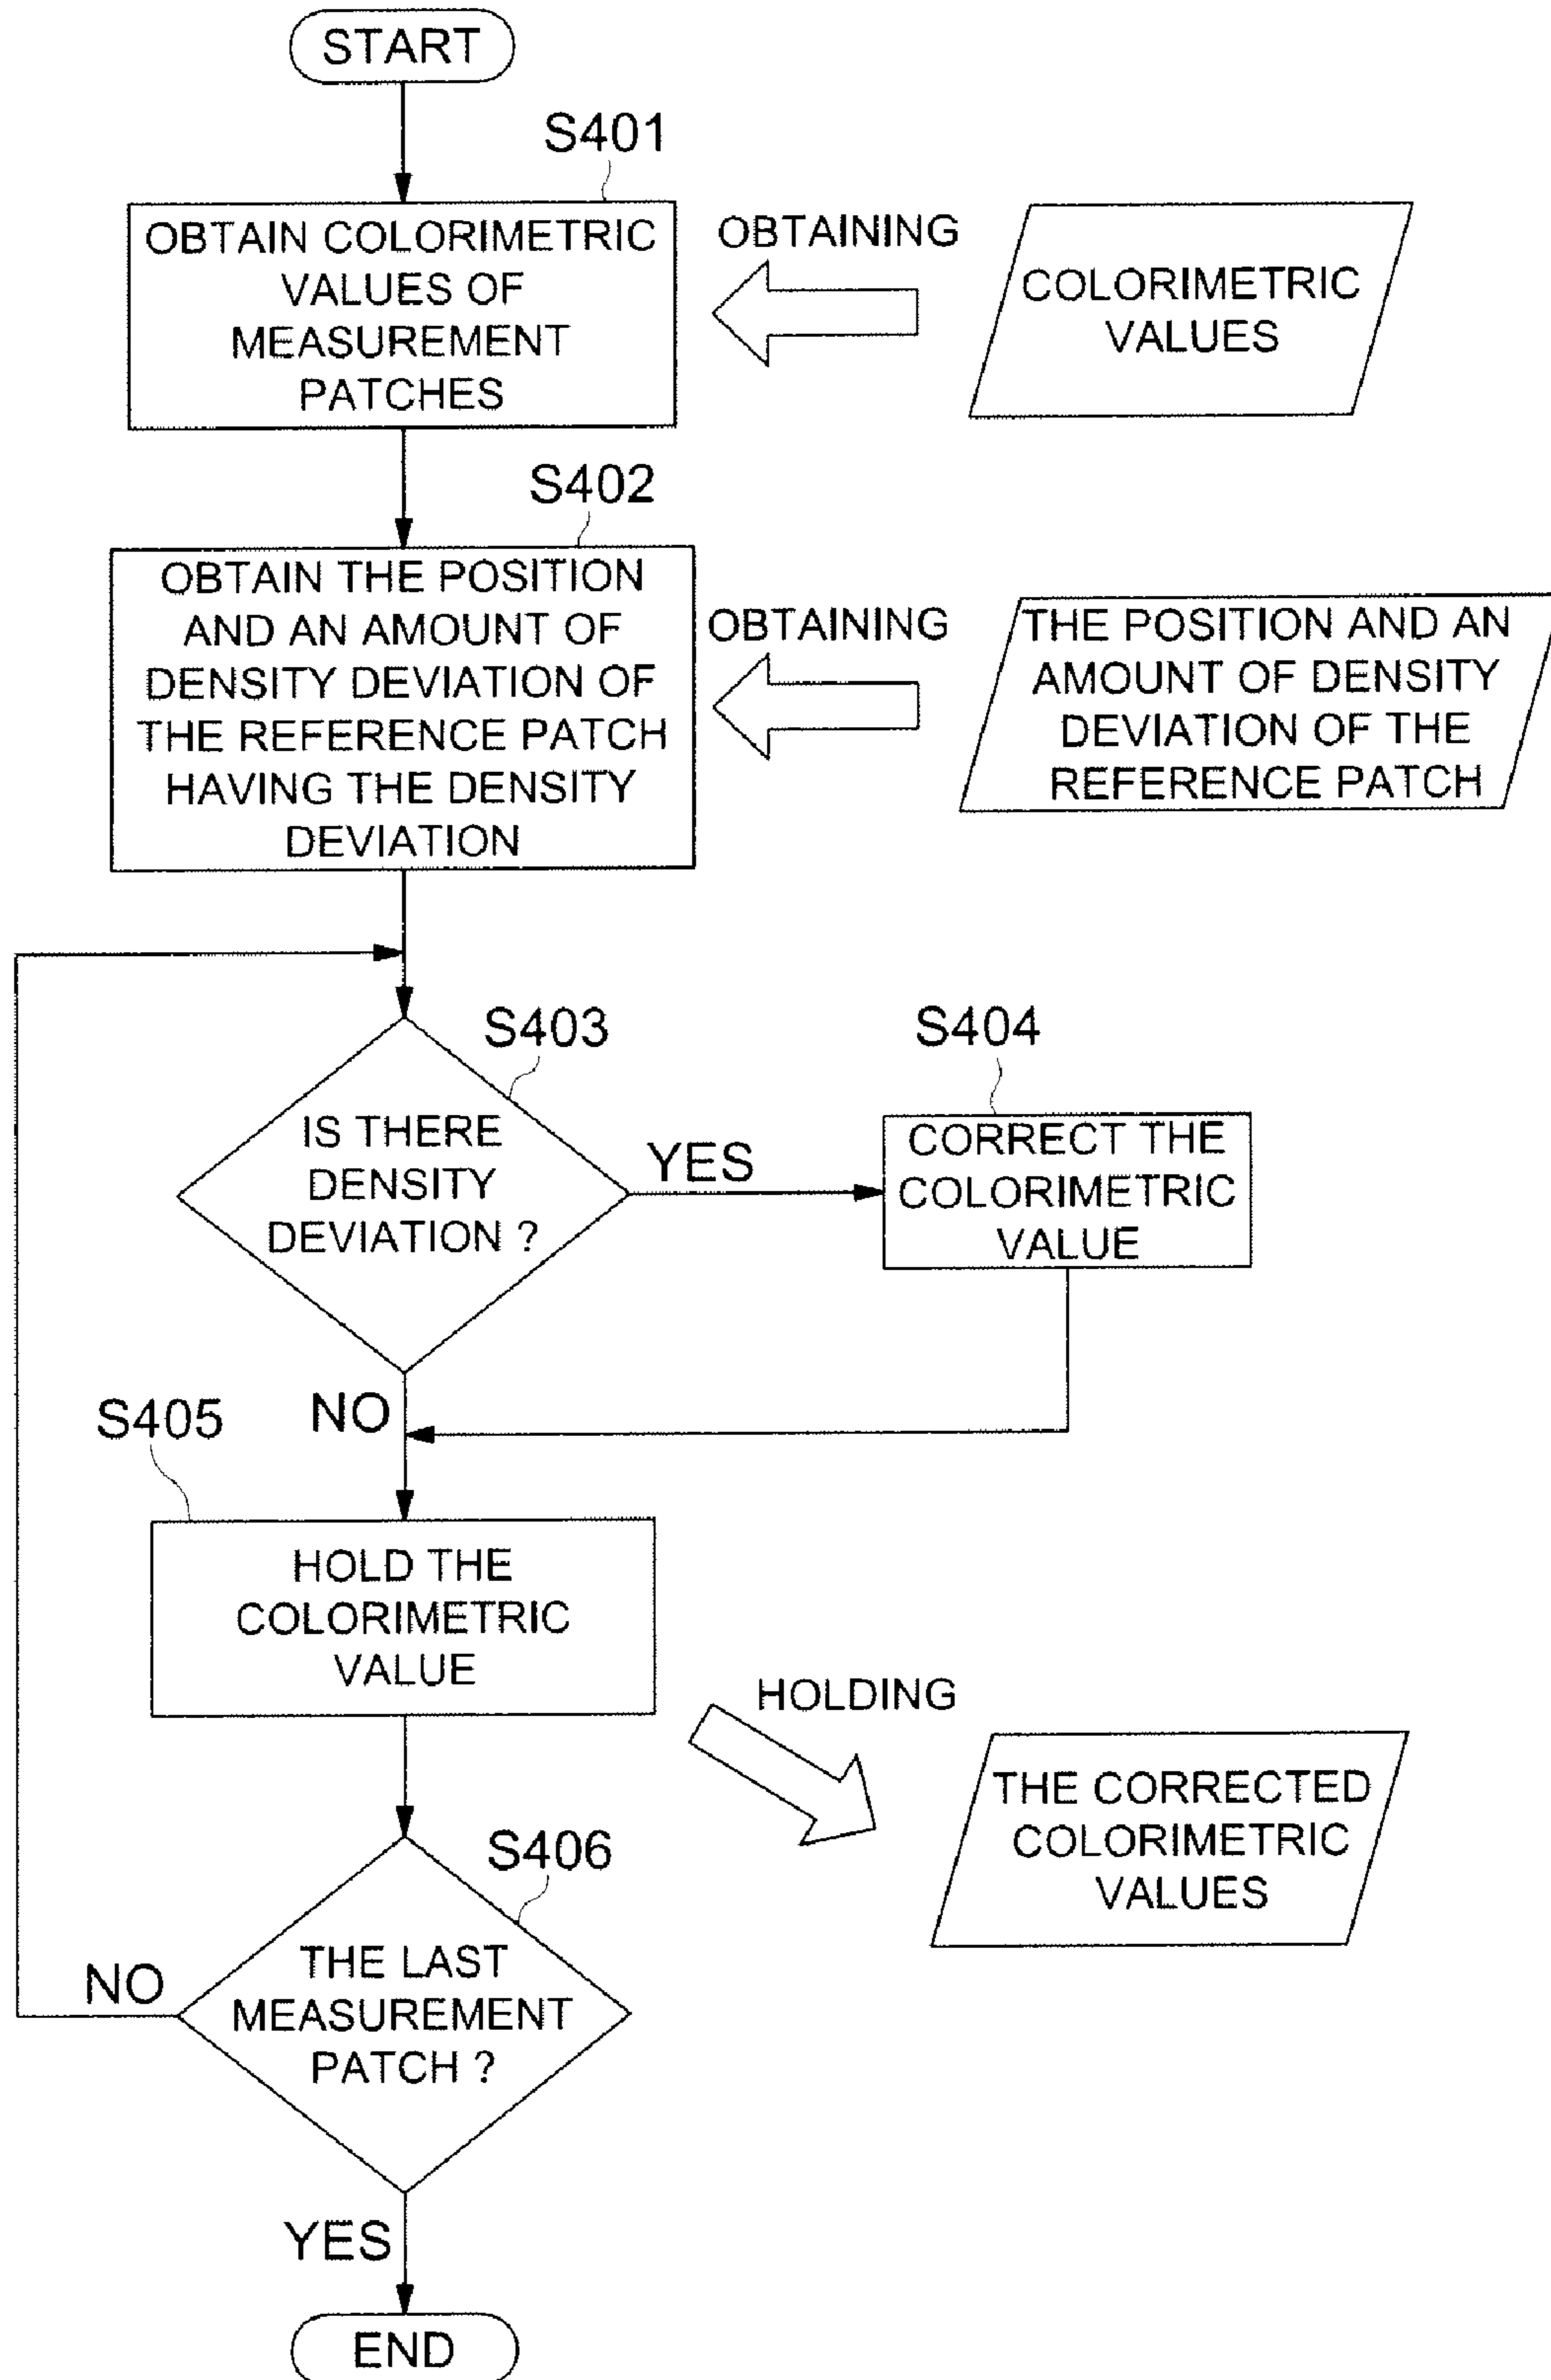 START
S401
OBTAIN COLORIMETRIC
VALUES OF
MEASUREMENT
PATCHES
OBTAINING
COLORIMETRIC
VALUES
S402
OBTAIN THE POSITION
AND AN AMOUNT OF
DENSITY DEVIATION OF
THE REFERENCE PATCH
HAVING THE DENSITY
DEVIATION
OBTAINING
THE POSITION AND AN
AMOUNT OF DENSITY
DEVIATION OF THE
REFERENCE PATCH
S403
IS THERE
DENSITY
DEVIATION ?
YES
S404
CORRECT THE
COLORIMETRIC
VALUE
NO
S405
HOLD THE
COLORIMETRIC
VALUE
HOLDING
THE CORRECTED
COLORIMETRIC
VALUES
S406
THE LAST
MEASUREMENT
PATCH ?
NO
YES
END